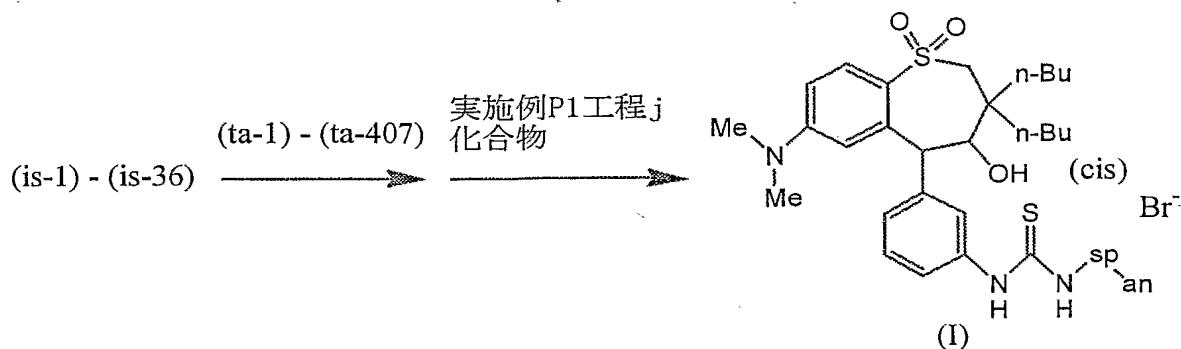 (is-1) - (is-36)
(ta-1) - (ta-407)
実施例P1工程j
化合物
O O
S
n-Bu
n-Bu
Me
N
Me
OH
(cis)
Br-
S
N
H
N
H
sp
an
(I)